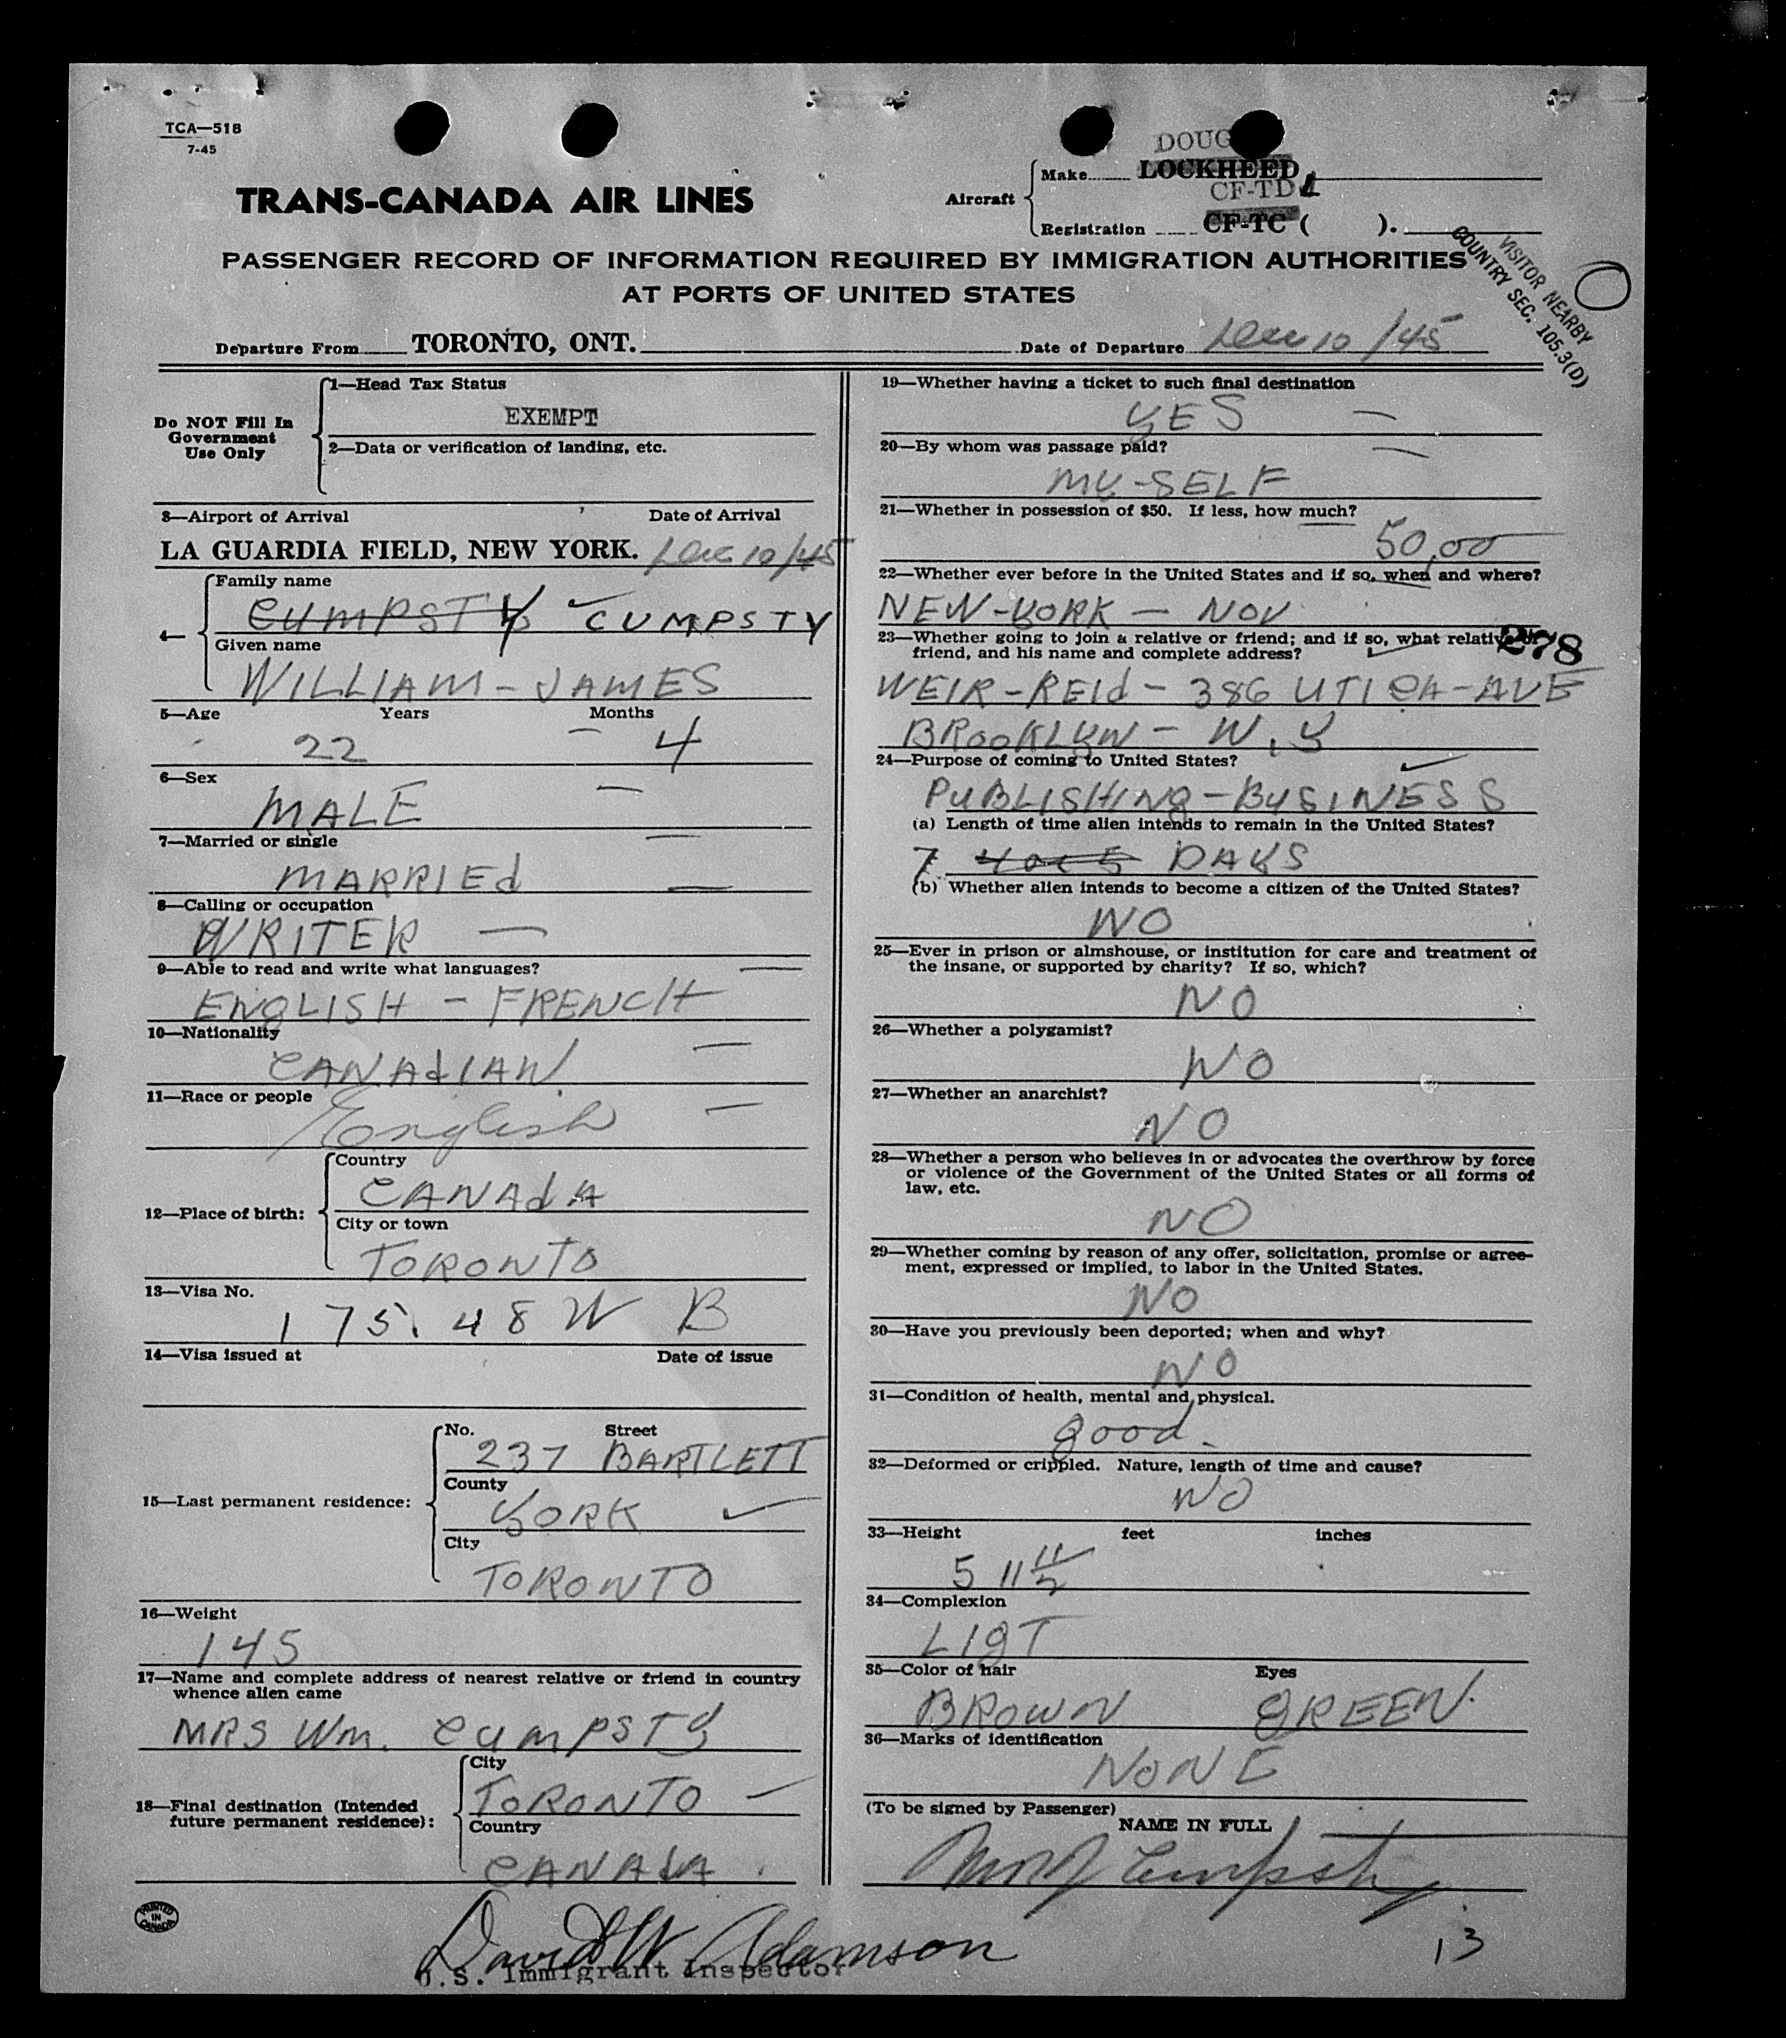 TCA—518
7-45
DOUG
Make LOCKHEED
CF-TD
Aircraft
Registration CF-TC ( ).
TRANS-CANADA AIR LINES
PASSENGER RECORD OF INFORMATION REQUIRED BY IMMIGRATION AUTHORITIES
AT PORTS OF UNITED STATES
VISITOR NEARBY
COUNTRY SEC. 105.3(D)
Departure From TORONTO, ONT. Date of Departure Dec 10/45
Do NOT Fill In
Government
Use Only
1—Head Tax Status
EXEMPT
2—Data or verification of landing, etc.
3—Airport of Arrival Date of Arrival
LA GUARDIA FIELD, NEW YORK. Dec 10/45
4— Family name
CUMPSTY CUMPSTY
Given name
WILLIAM - JAMES
5—Age Years Months
22 — 4
6—Sex
MALE —
7—Married or single
MARRIEd —
8—Calling or occupation
WRITER —
9—Able to read and write what languages?
ENGLISH - FRENCH
10—Nationality
CANAdIAN
11—Race or people
English —
12—Place of birth:
Country
CANAdA
City or town
TORONTO
13—Visa No.
175.48 W B
14—Visa issued at Date of issue
15—Last permanent residence:
No. Street
237 BARTLETT
County
YORK
City
TORONTO
16—Weight
145
17—Name and complete address of nearest relative or friend in country
whence alien came
MRS Wm. CUMPSTY
18—Final destination (Intended
future permanent residence):
City
TORONTO —
Country
CANAdA
19—Whether having a ticket to such final destination
YES —
20—By whom was passage paid?
MY-SELF
21—Whether in possession of $50. If less, how much?
50.00
22—Whether ever before in the United States and if so, when and where?
NEW-YORK — NOV
23—Whether going to join a relative or friend; and if so, what relative or
friend, and his name and complete address?
278
WEIR-REId - 386 UTICA-AVE
BROOKLYN - N.Y
24—Purpose of coming to United States?
PUBLISHING-BUSINESS
(a) Length of time alien intends to remain in the United States?
7 4 or 5 DAYS
(b) Whether alien intends to become a citizen of the United States?
NO
25—Ever in prison or almshouse, or institution for care and treatment of
the insane, or supported by charity? If so, which?
NO
26—Whether a polygamist?
NO
27—Whether an anarchist?
NO
28—Whether a person who believes in or advocates the overthrow by force
or violence of the Government of the United States or all forms of
law, etc.
NO
29—Whether coming by reason of any offer, solicitation, promise or agree-
ment, expressed or implied, to labor in the United States.
NO
30—Have you previously been deported; when and why?
NO
31—Condition of health, mental and physical.
good
32—Deformed or crippled. Nature, length of time and cause?
NO
33—Height feet inches
5 11
34—Complexion
LIgT
35—Color of hair Eyes
BROWN GREEN
36—Marks of identification
NONE
(To be signed by Passenger)
NAME IN FULL
Cumpsty
PRINTED
IN
CANADA
David W Adamson
U.S. Immigrant Inspector
13